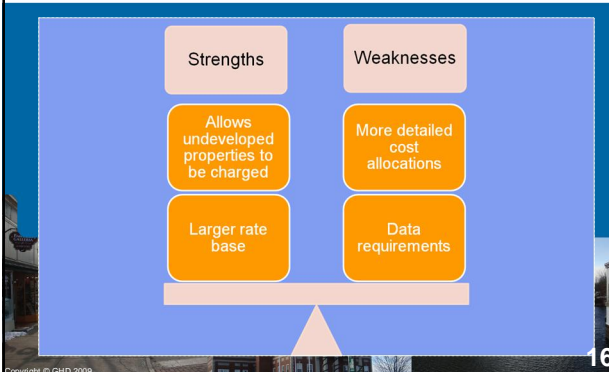 Strengths
Weaknesses
Allows
undeveloped
properties to
be charged
More detailed
cost
allocations
Larger rate
base
Data
requirements
Copyright © GHD 2009
16